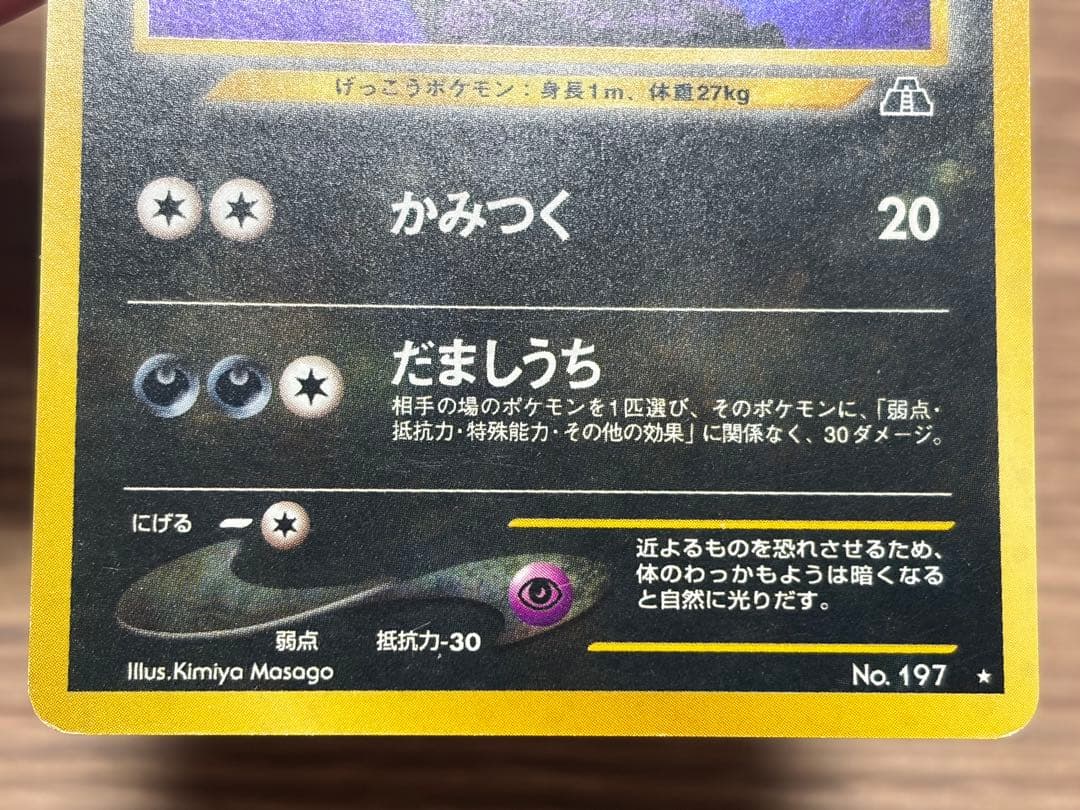 げっこうポケモン：身長1m、体重27kg
かみつく 20
だましうち
相手の場のポケモンを1匹選び、そのポケモンに、「弱点・
抵抗力・特殊能力・その他の効果」に関係なく、30ダメージ。
にげる
近よるものを恐れさせるため、
体のわっかもようは暗くなる
と自然に光りだす。
弱点 抵抗力-30
Illus.Kimiya Masago
No. 197 ★